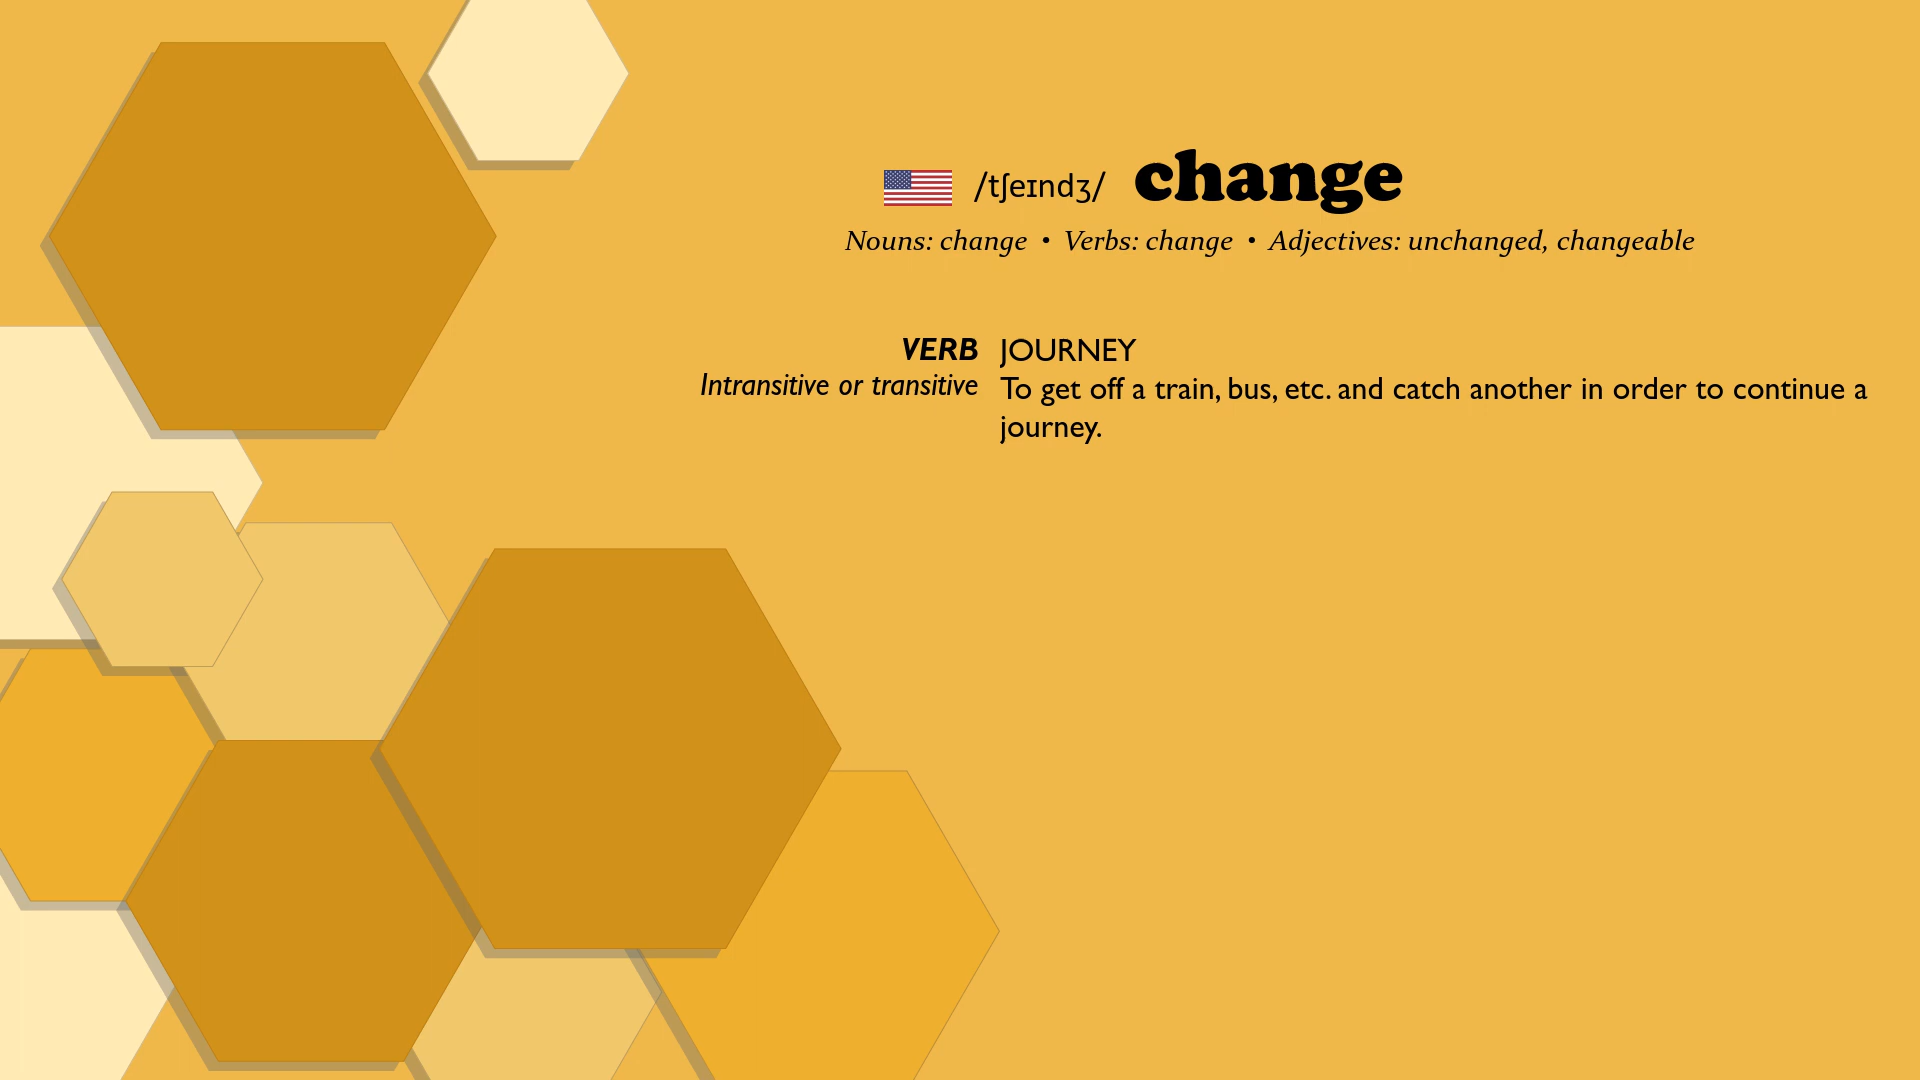 /tʃeɪndʒ/ change
Nouns: change • Verbs: change • Adjectives: unchanged, changeable
VERB JOURNEY
Intransitive or transitive To get off a train, bus, etc. and catch another in order to continue a
journey.